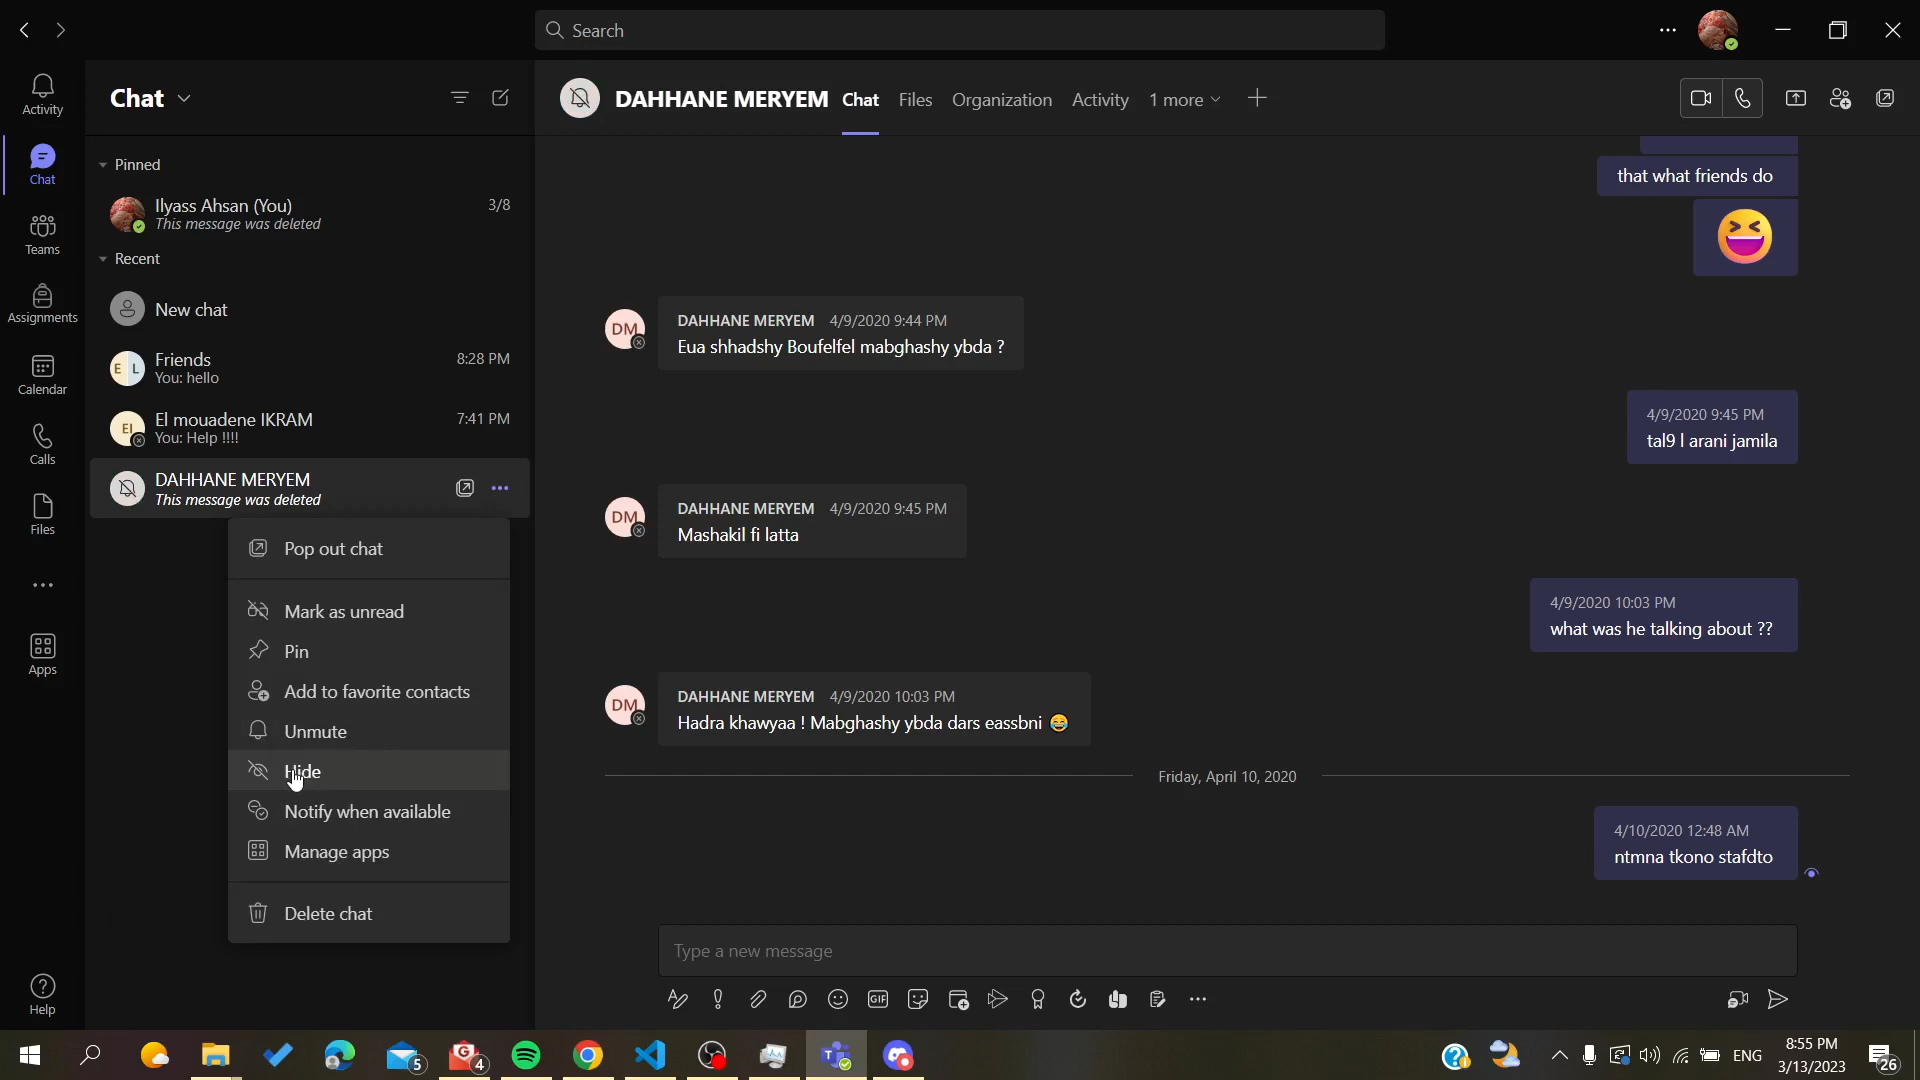 Search
Activity
Chat
Teams
Assignments
Calendar
Calls
Files
Apps
Help
Chat
Pinned
Ilyass Ahsan (You)
3/8
This message was deleted
Recent
New chat
E L
Friends
8:28 PM
You: hello
EI
El mouadene IKRAM
7:41 PM
You: Help !!!!
DAHHANE MERYEM
This message was deleted
Pop out chat
Mark as unread
Pin
Add to favorite contacts
Unmute
Hide
Notify when available
Manage apps
Delete chat
DAHHANE MERYEM
Chat
Files
Organization
Activity
1 more
that what friends do
DM
DAHHANE MERYEM 4/9/2020 9:44 PM
Eua shhadshy Boufelfel mabghashy ybda ?
4/9/2020 9:45 PM
tal9 l arani jamila
DM
DAHHANE MERYEM 4/9/2020 9:45 PM
Mashakil fi latta
4/9/2020 10:03 PM
what was he talking about ??
DM
DAHHANE MERYEM 4/9/2020 10:03 PM
Hadra khawyaa ! Mabghashy ybda dars eassbni 😂
Friday, April 10, 2020
4/10/2020 12:48 AM
ntmna tkono stafdto
Type a new message
GIF
5
4
ENG
8:55 PM
3/13/2023
26